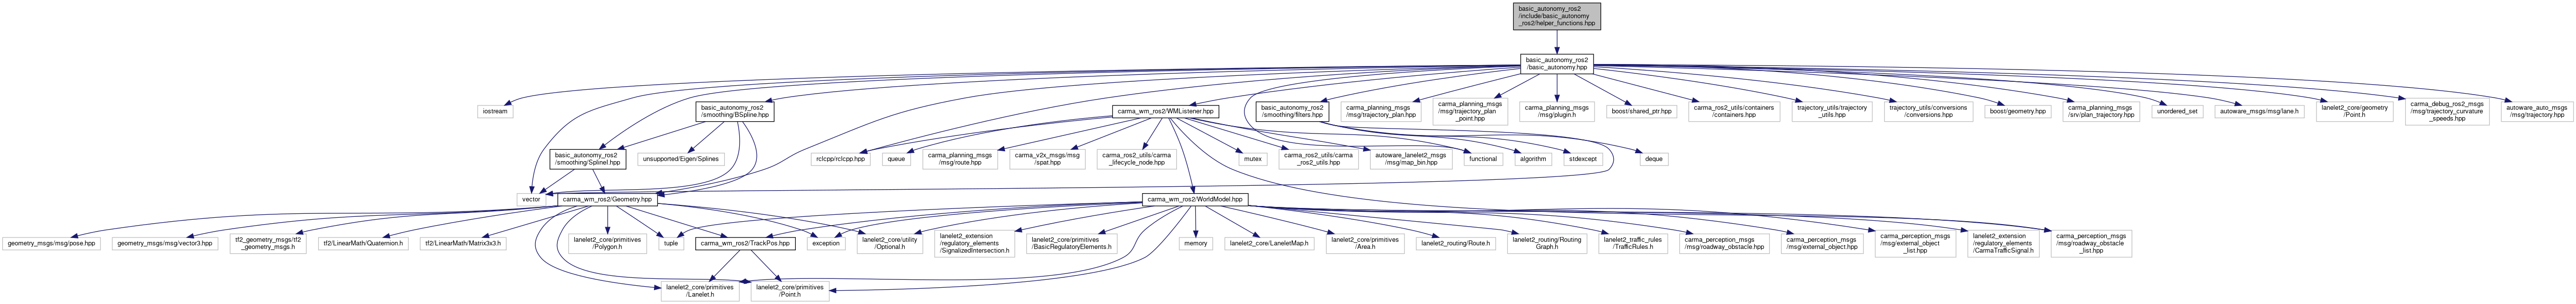 basic_autonomy_ros2
/include/basic_autonomy
_ros2/helper_functions.hpp
basic_autonomy_ros2
/basic_autonomy.hpp
iostream
basic_autonomy_ros2
/smoothing/BSpline.hpp
carma_wm_ros2/WMListener.hpp
basic_autonomy_ros2
/smoothing/filters.hpp
carma_planning_msgs
/msg/trajectory_plan.hpp
carma_planning_msgs
/msg/trajectory_plan
_point.hpp
carma_planning_msgs
/msg/plugin.h
boost/shared_ptr.hpp
carma_ros2_utils/containers
/containers.hpp
trajectory_utils/trajectory
_utils.hpp
trajectory_utils/conversions
/conversions.hpp
boost/geometry.hpp
carma_planning_msgs
/srv/plan_trajectory.hpp
unordered_set
autoware_msgs/msg/lane.h
lanelet2_core/geometry
/Point.h
carma_debug_ros2_msgs
/msg/trajectory_curvature
_speeds.hpp
autoware_auto_msgs
/msg/trajectory.hpp
basic_autonomy_ros2
/smoothing/SplineI.hpp
unsupported/Eigen/Splines
rclcpp/rclcpp.hpp
queue
carma_planning_msgs
/msg/route.hpp
carma_v2x_msgs/msg
/spat.hpp
carma_ros2_utils/carma
_lifecycle_node.hpp
mutex
carma_ros2_utils/carma
_ros2_utils.hpp
autoware_lanelet2_msgs
/msg/map_bin.hpp
functional
algorithm
stdexcept
deque
vector
carma_wm_ros2/Geometry.hpp
carma_wm_ros2/WorldModel.hpp
geometry_msgs/msg/pose.hpp
geometry_msgs/msg/vector3.hpp
tf2_geometry_msgs/tf2
_geometry_msgs.h
tf2/LinearMath/Quaternion.h
tf2/LinearMath/Matrix3x3.h
lanelet2_core/primitives
/Polygon.h
tuple
carma_wm_ros2/TrackPos.hpp
exception
lanelet2_core/utility
/Optional.h
lanelet2_extension
/regulatory_elements
/SignalizedIntersection.h
lanelet2_core/primitives
/BasicRegulatoryElements.h
memory
lanelet2_core/LaneletMap.h
lanelet2_core/primitives
/Area.h
lanelet2_routing/Route.h
lanelet2_routing/Routing
Graph.h
lanelet2_traffic_rules
/TrafficRules.h
carma_perception_msgs
/msg/roadway_obstacle.hpp
carma_perception_msgs
/msg/external_object.hpp
carma_perception_msgs
/msg/external_object
_list.hpp
lanelet2_extension
/regulatory_elements
/CarmaTrafficSignal.h
carma_perception_msgs
/msg/roadway_obstacle
_list.hpp
lanelet2_core/primitives
/Lanelet.h
lanelet2_core/primitives
/Point.h